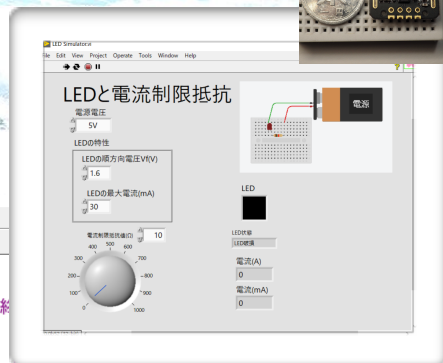 LED Simulator.vi
File Edit View Project Operate Tools Window Help
LEDと電流制限抵抗
電源電圧
5V
LEDの特性
LEDの順方向電圧Vf(V)
1.6
LEDの最大電流(mA)
30
電流制限抵抗値(Ω) 10
0 100 200 300 400 500 600 700 800 900 1000
電源
LED
LED状態
LED破損
電流(A)
0
電流(mA)
0